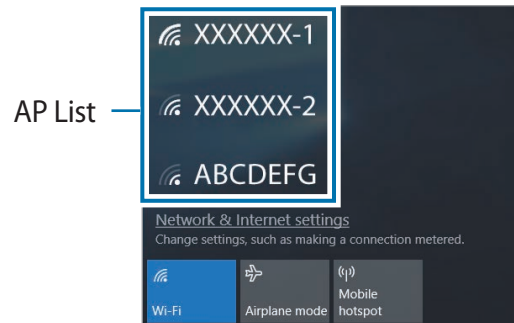 XXXXXX-1
AP List
XXXXXX-2
ABCDEFG
Network & Internet settings
Change settings, such as making a connection metered.
Wi-Fi
Airplane mode
Mobile
hotspot